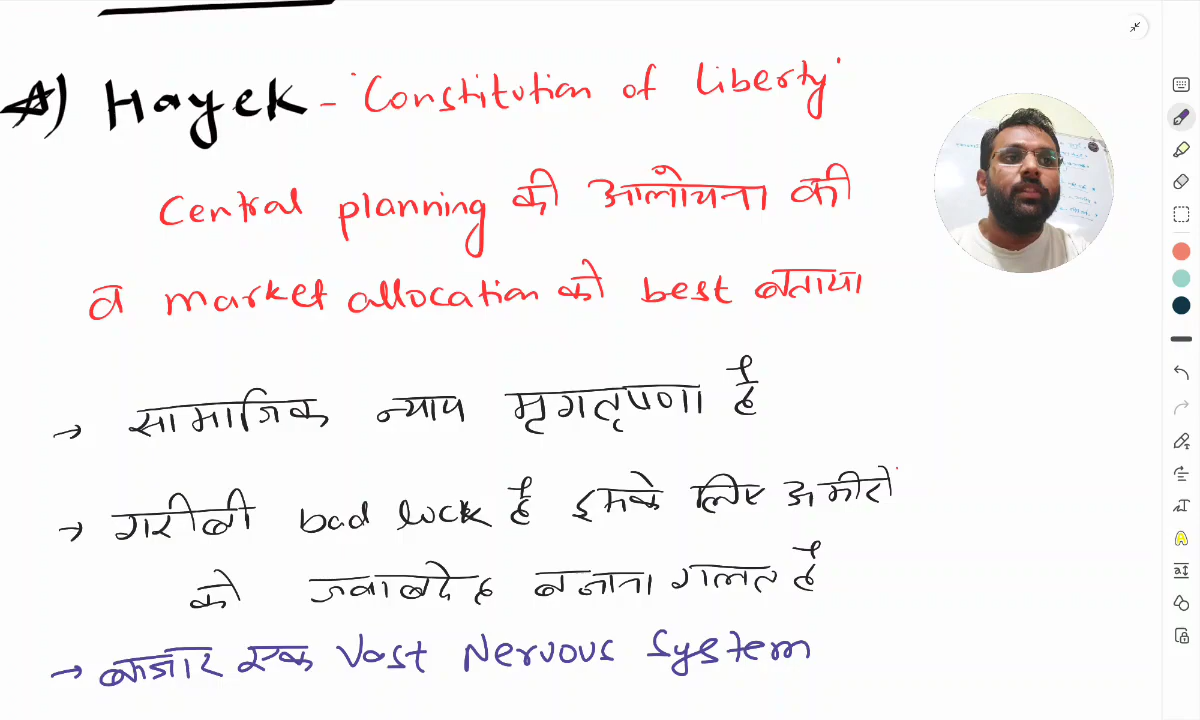 A) Hayek - 'Constitution of liberty'
Central planning की आलोचना की
व market allocation को best बताया
→ सामाजिक न्याय मृगतृष्णा है
→ गरीबी bad luck है इसके लिए अमीरो
को जवाबदेह बनाना गलत है
→ बाजार एक Vast Nervous System